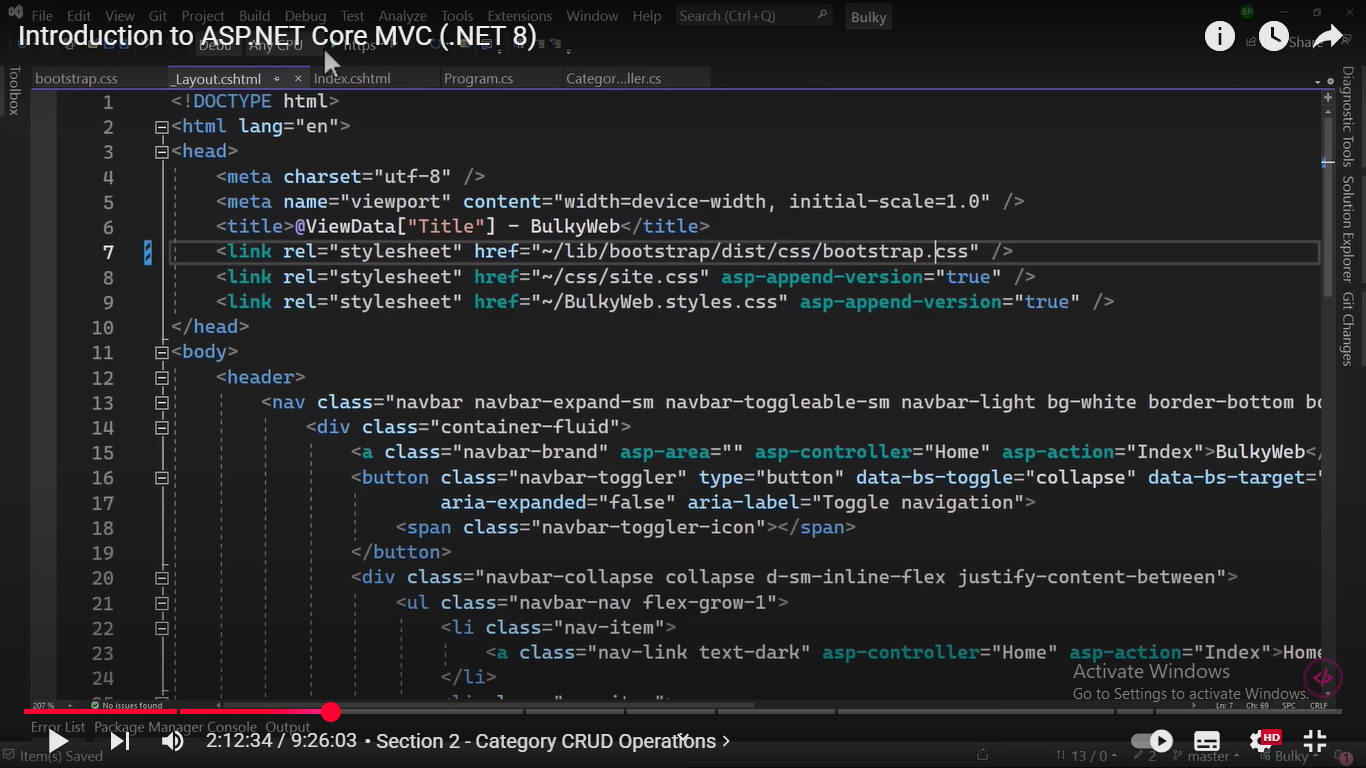 File Edit View Git Project Build Debug Test Analyze Tools Extensions Window Help Search (Ctrl+Q) Bulky BP
Introduction to ASP.NET Core MVC (.NET 8)
Debu Any CPU https Share
Toolbox
bootstrap.css _Layout.cshtml Index.cshtml Program.cs Categor...ller.cs
Diagnostic Tools Solution Explorer Git Changes
1 <!DOCTYPE html>
2 <html lang="en">
3 <head>
4 <meta charset="utf-8" />
5 <meta name="viewport" content="width=device-width, initial-scale=1.0" />
6 <title>@ViewData["Title"] - BulkyWeb</title>
7 <link rel="stylesheet" href="~/lib/bootstrap/dist/css/bootstrap.css" />
8 <link rel="stylesheet" href="~/css/site.css" asp-append-version="true" />
9 <link rel="stylesheet" href="~/BulkyWeb.styles.css" asp-append-version="true" />
10 </head>
11 <body>
12 <header>
13 <nav class="navbar navbar-expand-sm navbar-toggleable-sm navbar-light bg-white border-bottom bo
14 <div class="container-fluid">
15 <a class="navbar-brand" asp-area="" asp-controller="Home" asp-action="Index">BulkyWeb</
16 <button class="navbar-toggler" type="button" data-bs-toggle="collapse" data-bs-target="
17 aria-expanded="false" aria-label="Toggle navigation">
18 <span class="navbar-toggler-icon"></span>
19 </button>
20 <div class="navbar-collapse collapse d-sm-inline-flex justify-content-between">
21 <ul class="navbar-nav flex-grow-1">
22 <li class="nav-item">
23 <a class="nav-link text-dark" asp-controller="Home" asp-action="Index">Home
24 </li>
Activate Windows
Go to Settings to activate Windows.
207 % No issues found Ln: 7 Ch: 69 SPC CRLF
Error List Package Manager Console Output
2:12:34 / 9:26:03 • Section 2 - Category CRUD Operations HD
Item(s) Saved 13 / 0 2 master Bulky 1